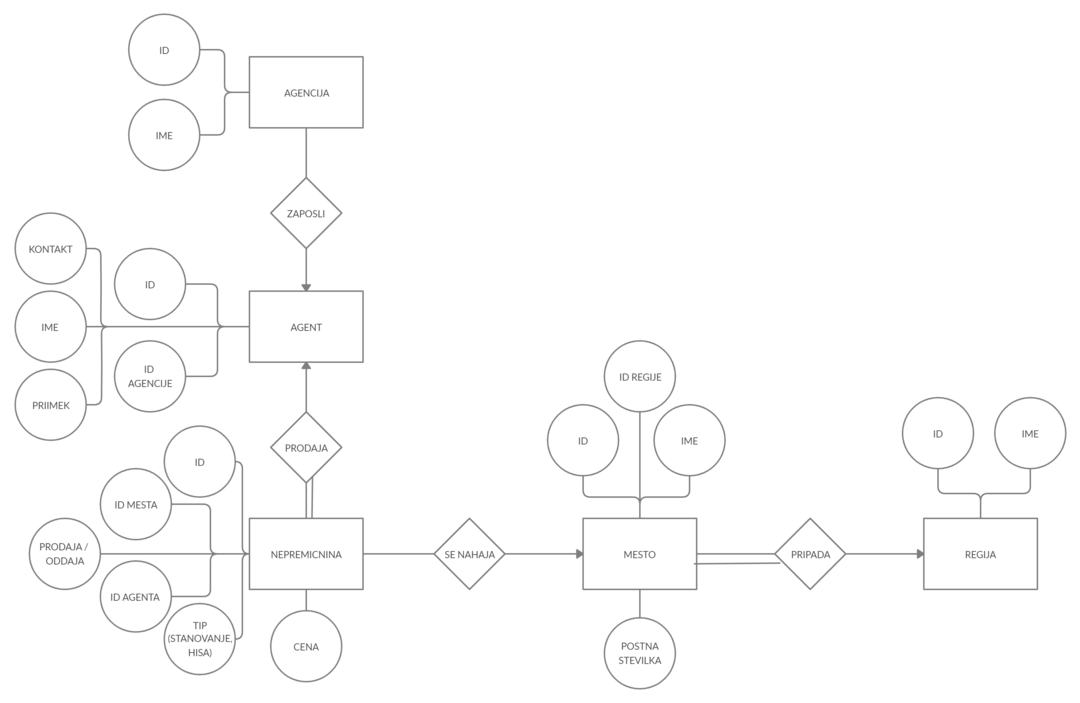 ID
IME
AGENCIJA
ZAPOSLI
KONTAKT
IME
PRIIMEK
ID
ID
AGENCIJE
AGENT
PRODAJA
ID
ID MESTA
PRODAJA /
ODDAJA
ID AGENTA
TIP
(STANOVANJE,
HISA)
NEPREMICNINA
CENA
SE NAHAJA
ID REGIJE
ID
IME
MESTO
POSTNA
STEVILKA
PRIPADA
ID
IME
REGIJA